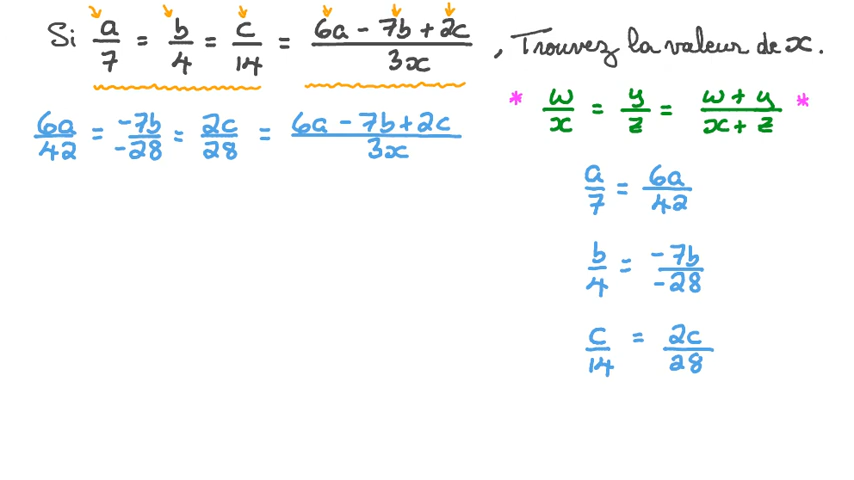 Si a/7 = b/4 = c/14 = (6a - 7b + 2c)/3x , Trouvez la valeur de x.
* w/x = y/z = (w + y)/(x + z) *
6a/42 = -7b/-28 = 2c/28 = (6a - 7b + 2c)/3x
a/7 = 6a/42
b/4 = -7b/-28
c/14 = 2c/28